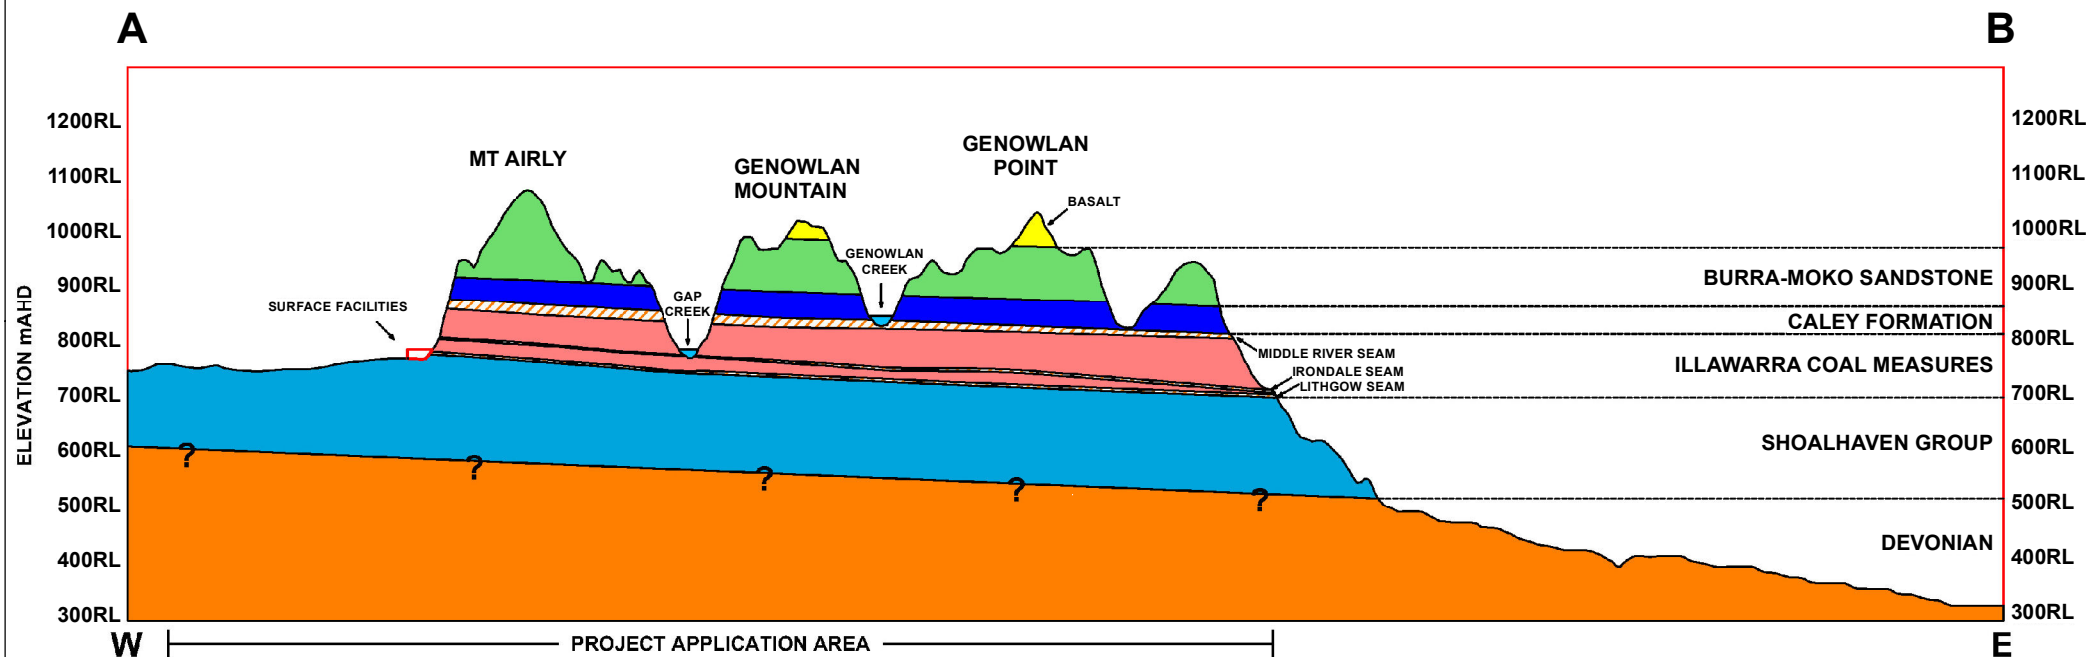 A
B
1200RL
1200RL
MT AIRLY
GENOWLAN
MOUNTAIN
GENOWLAN
POINT
1100RL
1100RL
BASALT
1000RL
1000RL
GENOWLAN
CREEK
BURRA-MOKO SANDSTONE
900RL
900RL
SURFACE FACILITIES
GAP
CREEK
CALEY FORMATION
800RL
800RL
MIDDLE RIVER SEAM
IRONDALE SEAM
LITHGOW SEAM
ILLAWARRA COAL MEASURES
700RL
700RL
ELEVATION mAHD
SHOALHAVEN GROUP
600RL
600RL
?
?
?
?
?
500RL
500RL
DEVONIAN
400RL
400RL
300RL
300RL
W
PROJECT APPLICATION AREA
E